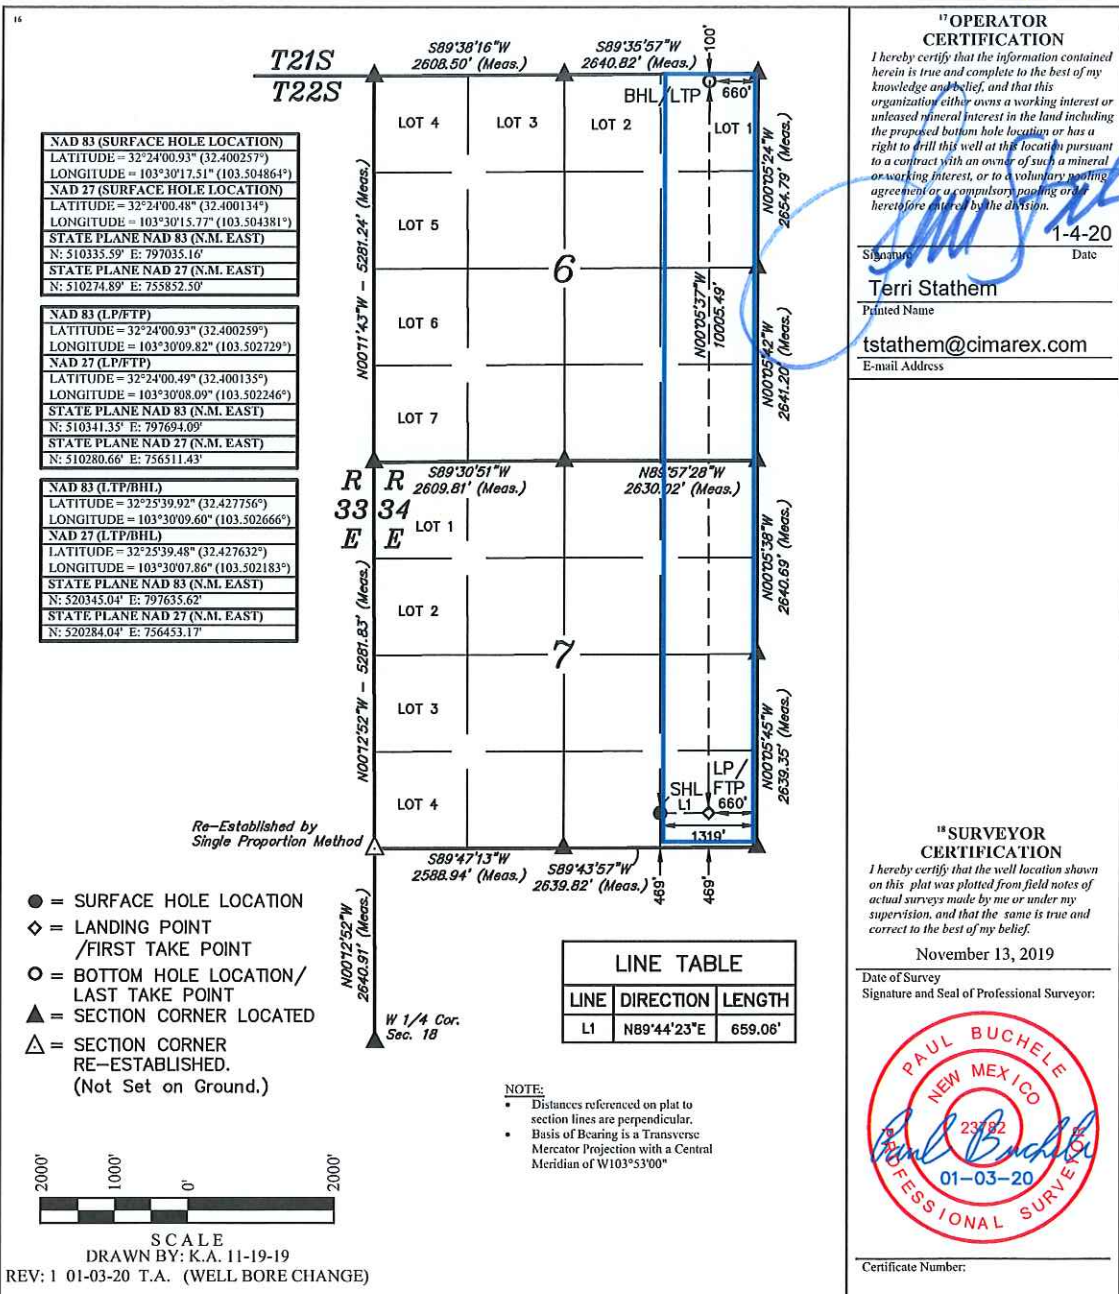 16
T21S
T22S
S89°38'16"W
2608.50' (Meas.)
S89°35'57"W
2640.82' (Meas.)
100'
BHL/LTP
660'
LOT 4
LOT 3
LOT 2
LOT 1
LOT 5
LOT 6
LOT 7
6
N00°11'43"W - 5281.24' (Meas.)
N00°05'37"W
10005.49'
N00°05'24"W
2654.79' (Meas.)
N00°05'42"W
2641.20' (Meas.)
NAD 83 (SURFACE HOLE LOCATION)
LATITUDE = 32°24'00.93" (32.400257°)
LONGITUDE = 103°30'17.51" (103.504864°)
NAD 27 (SURFACE HOLE LOCATION)
LATITUDE = 32°24'00.48" (32.400134°)
LONGITUDE = 103°30'15.77" (103.504381°)
STATE PLANE NAD 83 (N.M. EAST)
N: 510335.59' E: 797035.16'
STATE PLANE NAD 27 (N.M. EAST)
N: 510274.89' E: 755852.50'
NAD 83 (LP/FTP)
LATITUDE = 32°24'00.93" (32.400259°)
LONGITUDE = 103°30'09.82" (103.502729°)
NAD 27 (LP/FTP)
LATITUDE = 32°24'00.49" (32.400135°)
LONGITUDE = 103°30'08.09" (103.502246°)
STATE PLANE NAD 83 (N.M. EAST)
N: 510341.35' E: 797694.09'
STATE PLANE NAD 27 (N.M. EAST)
N: 510280.66' E: 756511.43'
NAD 83 (LTP/BHL)
LATITUDE = 32°25'39.92" (32.427756°)
LONGITUDE = 103°30'09.60" (103.502666°)
NAD 27 (LTP/BHL)
LATITUDE = 32°25'39.48" (32.427632°)
LONGITUDE = 103°30'07.86" (103.502183°)
STATE PLANE NAD 83 (N.M. EAST)
N: 520345.04' E: 797635.62'
STATE PLANE NAD 27 (N.M. EAST)
N: 520284.04' E: 756453.17'
S89°30'51"W
2609.81' (Meas.)
N89°57'28"W
2630.02' (Meas.)
R R
33 34
E E
LOT 1
LOT 2
LOT 3
LOT 4
7
N00°12'52"W - 5281.83' (Meas.)
N00°05'38"W
2640.69' (Meas.)
N00°05'45"W
2639.35' (Meas.)
SHL
L1
LP/
FTP
660'
1319'
Re-Established by
Single Proportion Method
S89°47'13"W
2588.94' (Meas.)
S89°43'57"W
2639.82' (Meas.)
469'
469'
N00°12'52"W
2640.91' (Meas.)
W 1/4 Cor.
Sec. 18
= SURFACE HOLE LOCATION
= LANDING POINT
/FIRST TAKE POINT
= BOTTOM HOLE LOCATION/
LAST TAKE POINT
= SECTION CORNER LOCATED
= SECTION CORNER
RE-ESTABLISHED.
(Not Set on Ground.)
LINE TABLE
LINE DIRECTION LENGTH
L1 N89°44'23"E 659.06'
NOTE:
• Distances referenced on plat to
section lines are perpendicular.
• Basis of Bearing is a Transverse
Mercator Projection with a Central
Meridian of W103°53'00"
2000' 1000' 0' 2000'
SCALE
DRAWN BY: K.A. 11-19-19
REV: 1 01-03-20 T.A. (WELL BORE CHANGE)
17 OPERATOR
CERTIFICATION
I hereby certify that the information contained
herein is true and complete to the best of my
knowledge and belief, and that this
organization either owns a working interest or
unleased mineral interest in the land including
the proposed bottom hole location or has a
right to drill this well at this location pursuant
to a contract with an owner of such a mineral
or working interest, or to a voluntary pooling
agreement or a compulsory pooling order
heretofore entered by the division.
1-4-20
Signature Date
Terri Stathem
Printed Name
tstathem@cimarex.com
E-mail Address
18 SURVEYOR
CERTIFICATION
I hereby certify that the well location shown
on this plat was plotted from field notes of
actual surveys made by me or under my
supervision, and that the same is true and
correct to the best of my belief.
November 13, 2019
Date of Survey
Signature and Seal of Professional Surveyor:
PAUL BUCHELE
NEW MEXICO
23782
Paul Buchele
01-03-20
PROFESSIONAL SURVEYOR
Certificate Number: